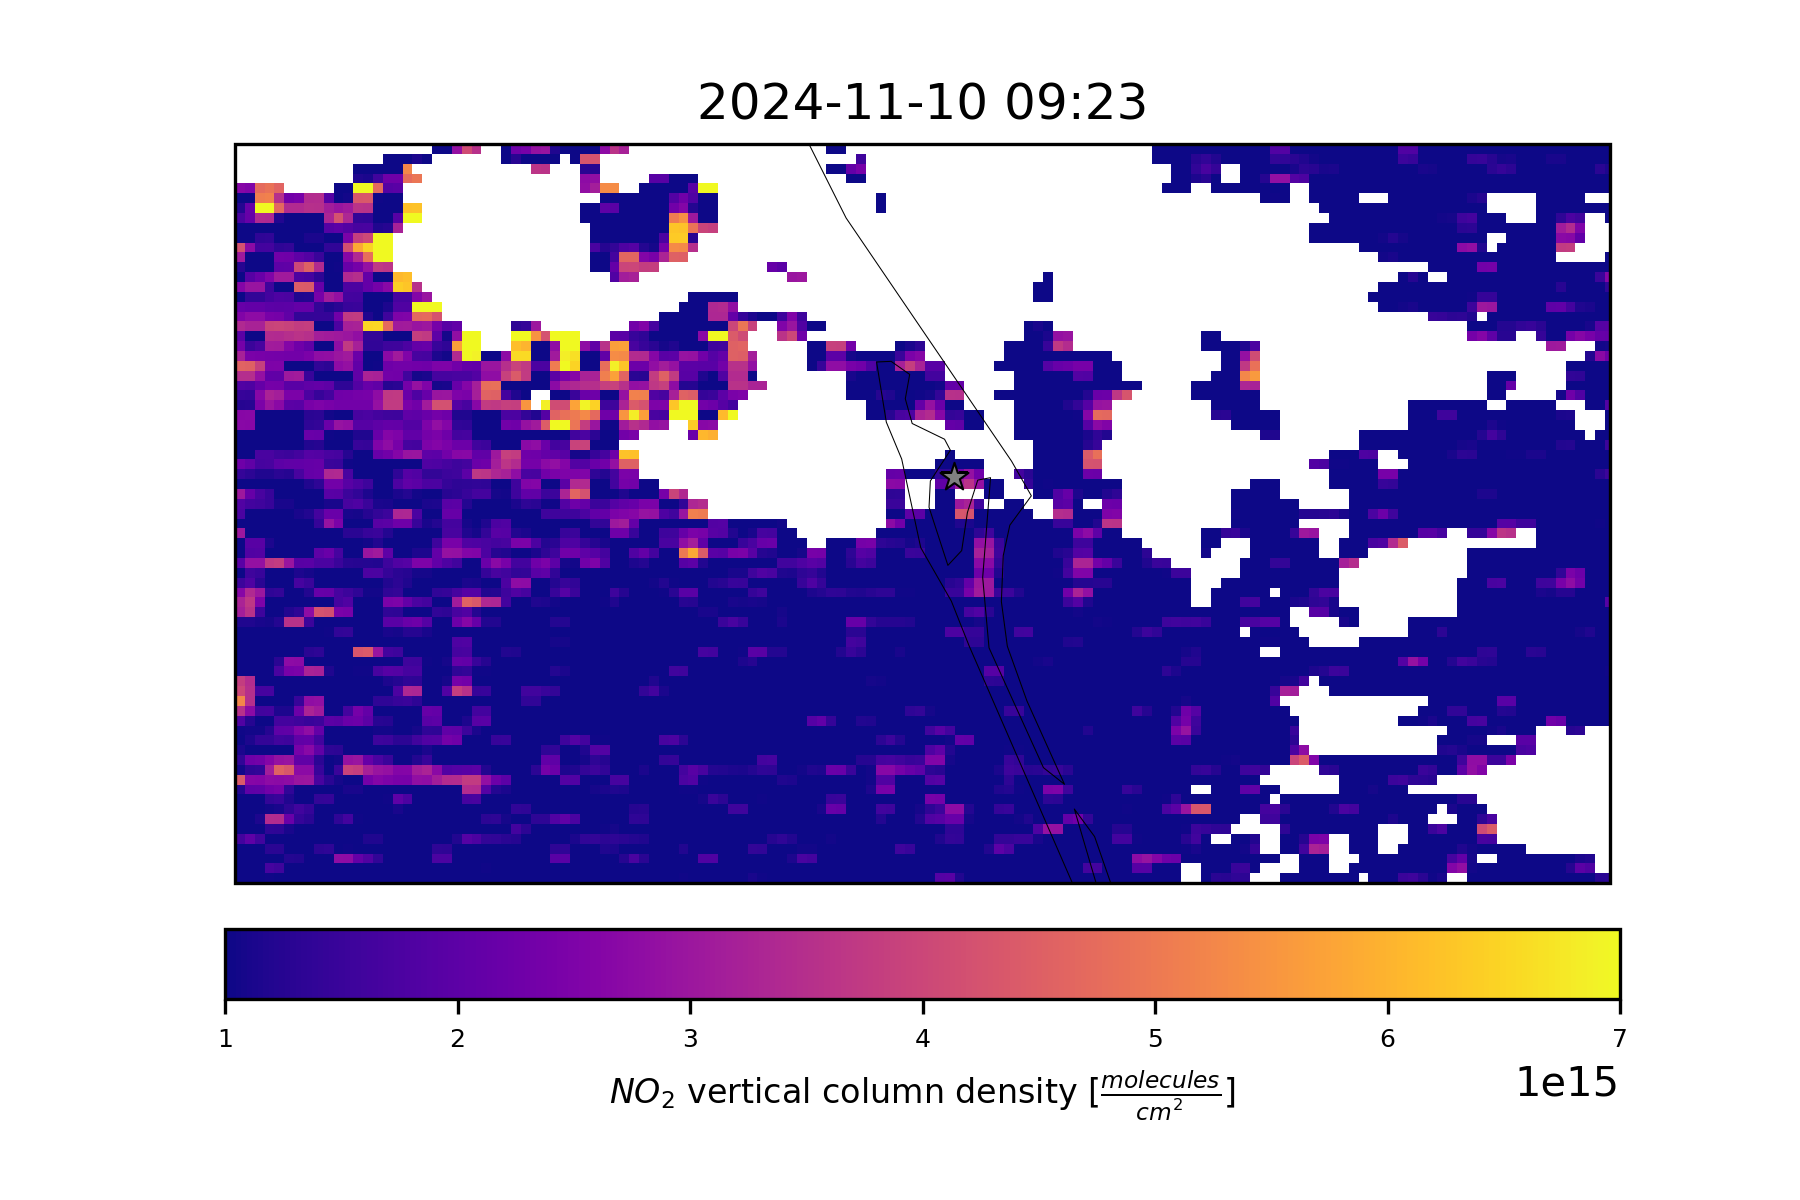 2024-11-10 09:23
1 2 3 4 5 6 7
1e15
NO₂ vertical column density [molecules/cm²]